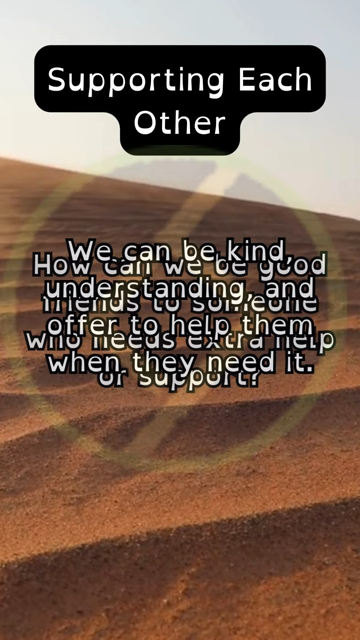 Supporting Each
Other
How can we be good
friends to someone
who needs extra help
or support?
We can be kind,
understanding, and
offer to help them
when they need it.